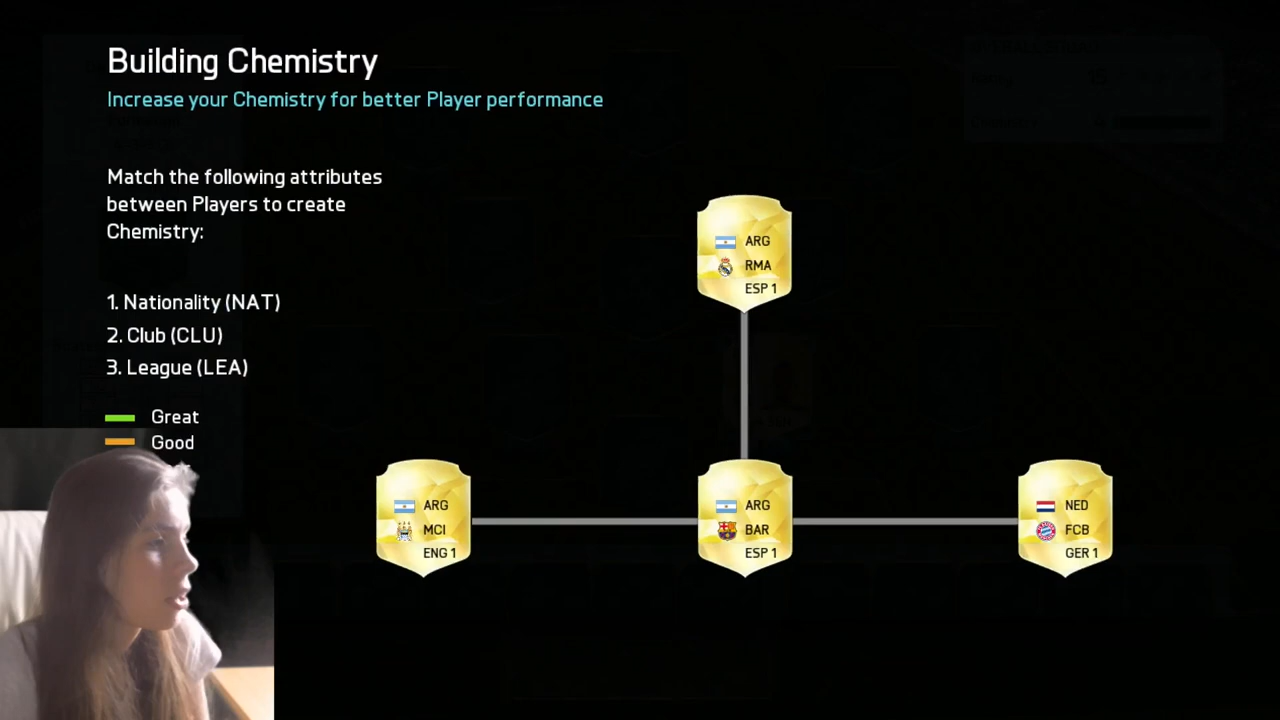 Building Chemistry
Increase your Chemistry for better Player performance
Match the following attributes
between Players to create
Chemistry:
1. Nationality (NAT)
2. Club (CLU)
3. League (LEA)
Great
Good
ARG
RMA
ESP 1
ARG
MCI
ENG 1
ARG
BAR
ESP 1
NED
FCB
GER 1